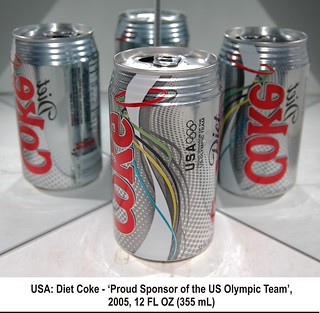 Diet
Coke
Coke
USA
Diet
Coke
Diet
USA: Diet Coke - ‘Proud Sponsor of the US Olympic Team’,
2005, 12 FL OZ (355 mL)